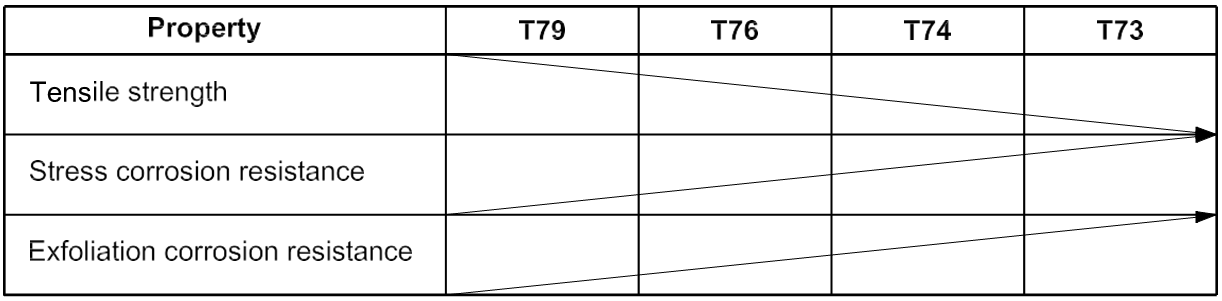 Property T79 T76 T74 T73
Tensile strength
Stress corrosion resistance
Exfoliation corrosion resistance